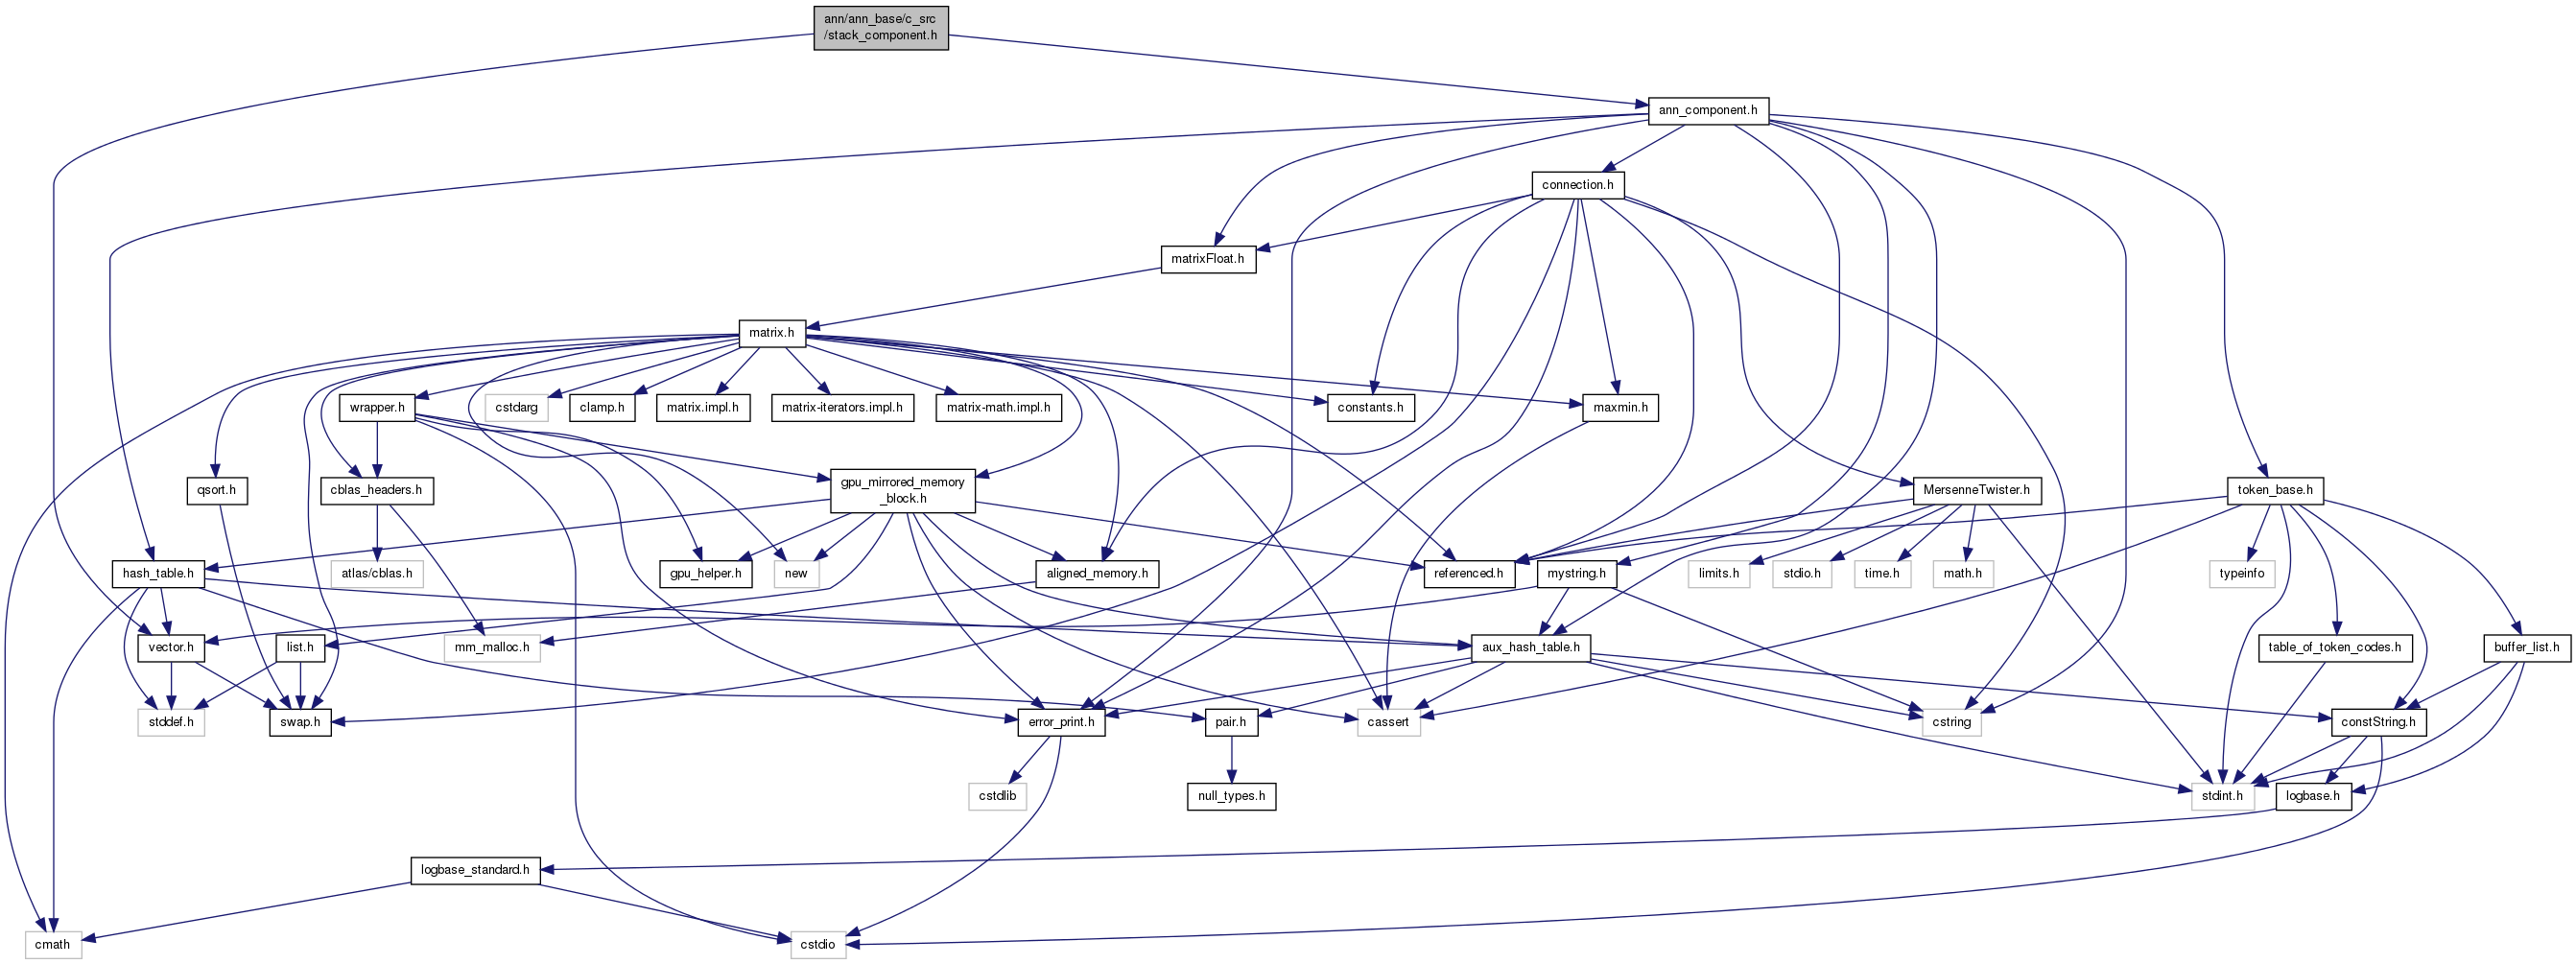 ann/ann_base/c_src
/stack_component.h
ann_component.h
connection.h
matrixFloat.h
matrix.h
wrapper.h
cstdarg
clamp.h
matrix.impl.h
matrix-iterators.impl.h
matrix-math.impl.h
constants.h
maxmin.h
qsort.h
cblas_headers.h
gpu_mirrored_memory
_block.h
MersenneTwister.h
token_base.h
hash_table.h
atlas/cblas.h
gpu_helper.h
new
aligned_memory.h
referenced.h
mystring.h
limits.h
stdio.h
time.h
math.h
typeinfo
vector.h
list.h
mm_malloc.h
aux_hash_table.h
table_of_token_codes.h
buffer_list.h
stddef.h
swap.h
error_print.h
pair.h
cassert
cstring
constString.h
cstdlib
null_types.h
stdint.h
logbase.h
logbase_standard.h
cmath
cstdio